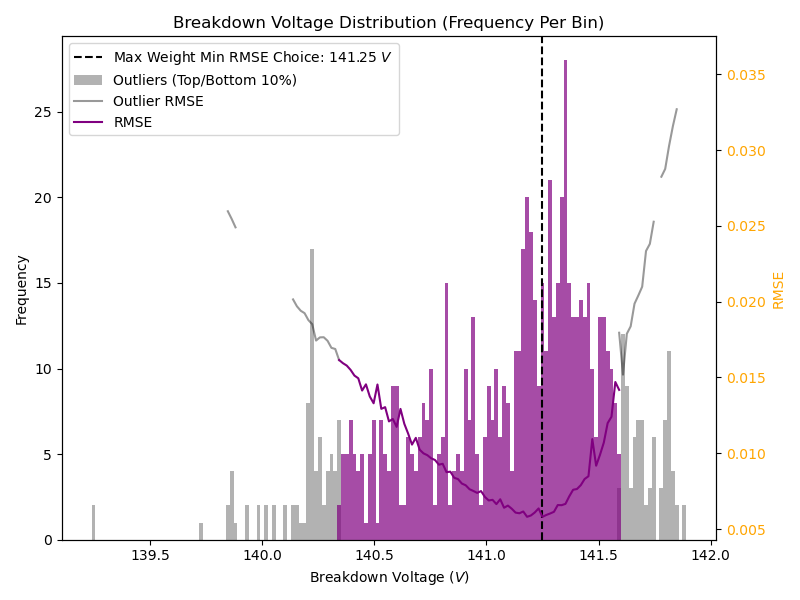 Breakdown Voltage Distribution (Frequency Per Bin)
Max Weight Min RMSE Choice: 141.25 V
Outliers (Top/Bottom 10%)
Outlier RMSE
RMSE
Frequency
0
5
10
15
20
25
139.5
140.0
140.5
141.0
141.5
142.0
Breakdown Voltage (V)
0.035
0.030
0.025
0.020
0.015
0.010
0.005
RMSE